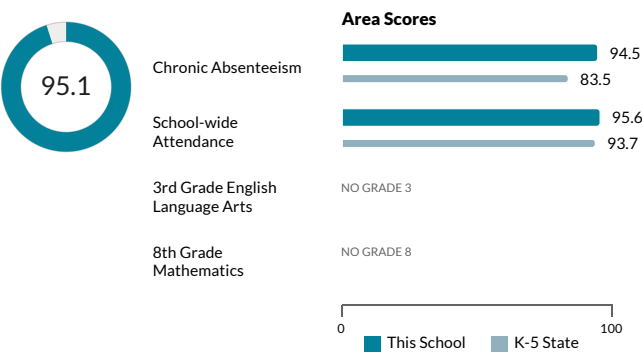 Area Scores
95.1
Chronic Absenteeism
94.5
83.5
School-wide
Attendance
95.6
93.7
3rd Grade English
Language Arts
NO GRADE 3
8th Grade
Mathematics
NO GRADE 8
0
100
This School
K-5 State